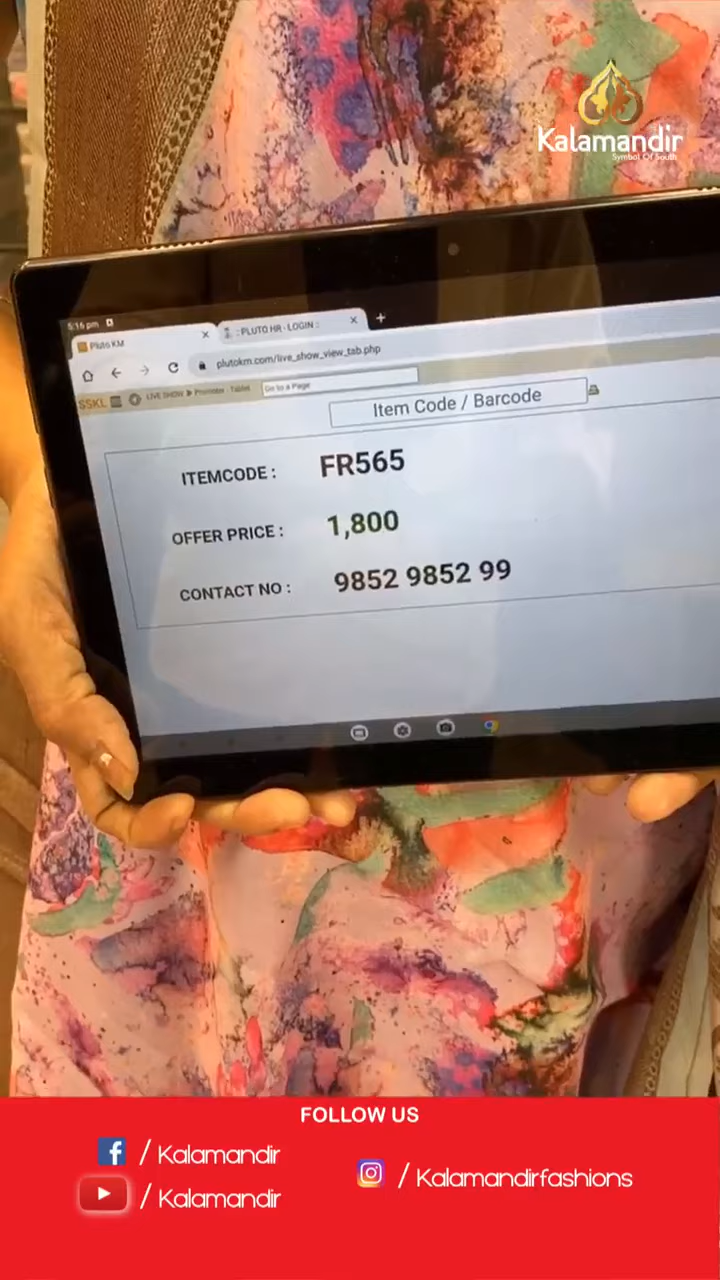 Kalamandir
Symbol Of South
5:16 pm
Pluto KM
: PLUTO HR - LOGIN :
plutokm.com/live_show_view_tab.php
SSKL
LIVE SHOW
Promoter - Tablet
Go to a Page
Item Code / Barcode
ITEMCODE : FR565
OFFER PRICE : 1,800
CONTACT NO : 9852 9852 99
FOLLOW US
/ Kalamandir
/ Kalamandir
/ Kalamandirfashions